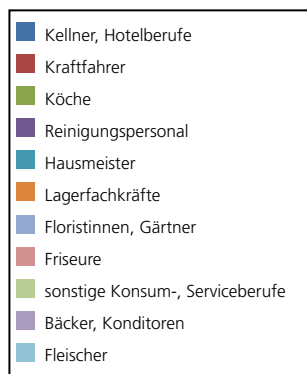 Kellner, Hotelberufe
Kraftfahrer
Köche
Reinigungspersonal
Hausmeister
Lagerfachkräfte
Floristinnen, Gärtner
Friseure
sonstige Konsum-, Serviceberufe
Bäcker, Konditoren
Fleischer